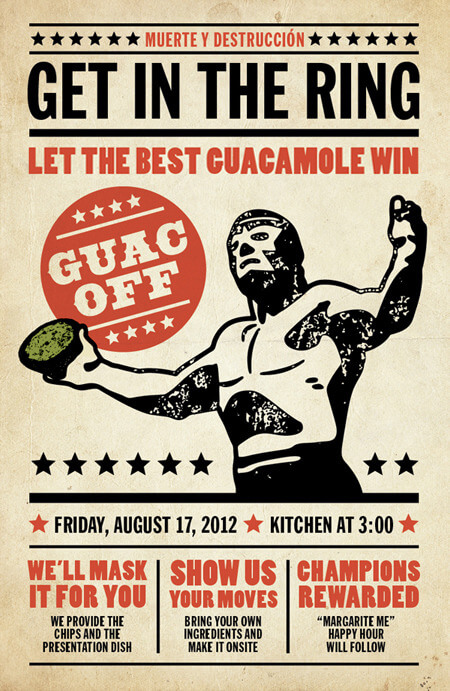 MUERTE Y DESTRUCCIÓN
GET IN THE RING
LET THE BEST GUACAMOLE WIN
GUAC
OFF
FRIDAY, AUGUST 17, 2012 ★ KITCHEN AT 3:00
WE'LL MASK
IT FOR YOU
WE PROVIDE THE
CHIPS AND THE
PRESENTATION DISH
SHOW US
YOUR MOVES
BRING YOUR OWN
INGREDIENTS AND
MAKE IT ONSITE
CHAMPIONS
REWARDED
"MARGARITE ME"
HAPPY HOUR
WILL FOLLOW